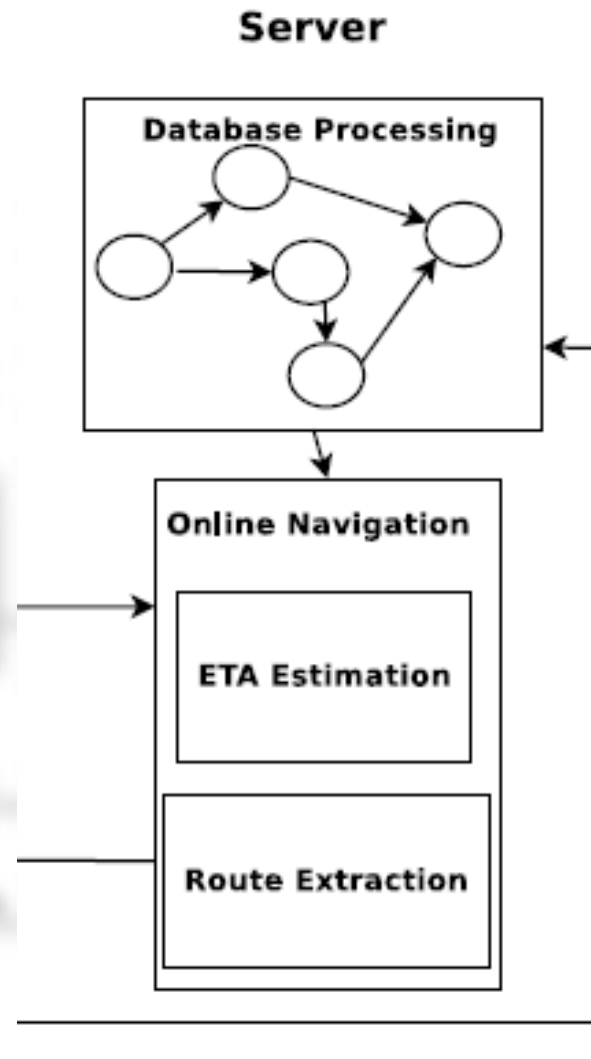 Server
Database Processing
Online Navigation
ETA Estimation
Route Extraction